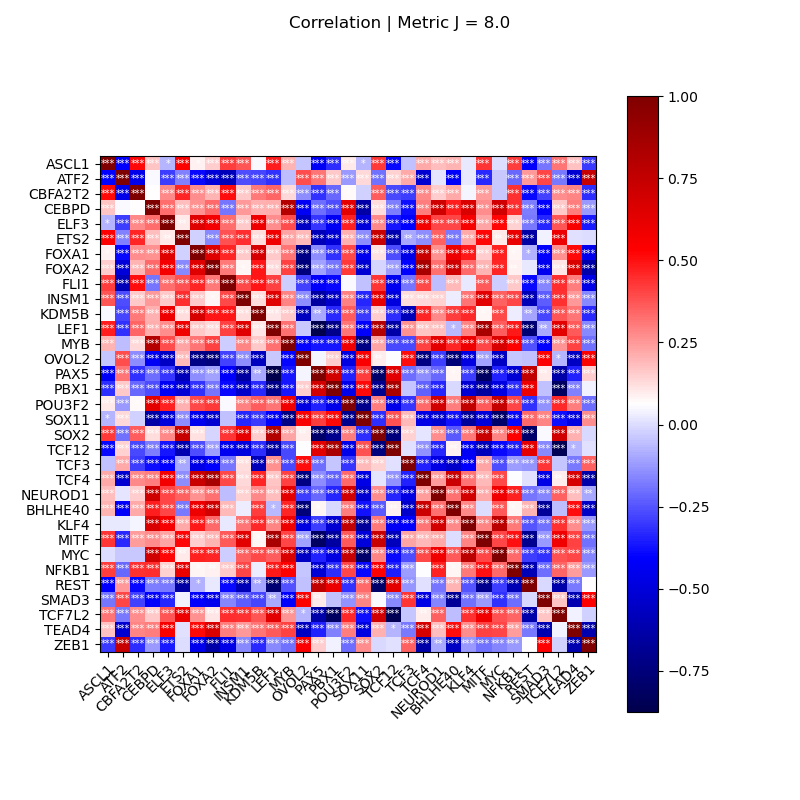 Correlation | Metric J = 8.0
ASCL1
ATF2
CBFA2T2
CEBPD
ELF3
ETS2
FOXA1
FOXA2
FLI1
INSM1
KDM5B
LEF1
MYB
OVOL2
PAX5
PBX1
POU3F2
SOX11
SOX2
TCF12
TCF3
TCF4
NEUROD1
BHLHE40
KLF4
MITF
MYC
NFKB1
REST
SMAD3
TCF7L2
TEAD4
ZEB1
ASCL1
ATF2
CBFA2T2
CEBPD
ELF3
ETS2
FOXA1
FOXA2
FLI1
INSM1
KDM5B
LEF1
MYB
OVOL2
PAX5
PBX1
POU3F2
SOX11
SOX2
TCF12
TCF3
TCF4
NEUROD1
BHLHE40
KLF4
MITF
MYC
NFKB1
REST
SMAD3
TCF7L2
TEAD4
ZEB1
1.00
0.75
0.50
0.25
0.00
−0.25
−0.50
−0.75